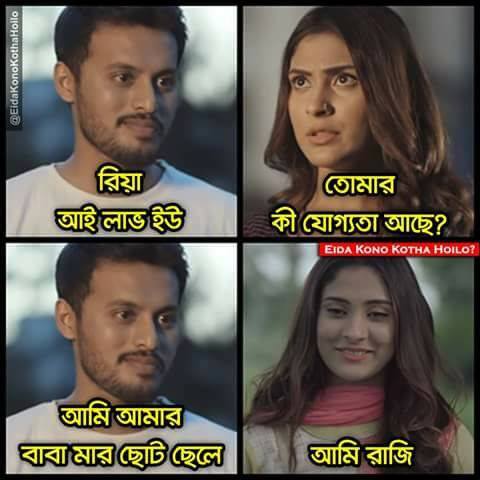 @EidaKonoKothaHoilo
রিয়া
আই লাভ ইউ
তোমার
কী যোগ্যতা আছে?
EIDA KONO KOTHA HOILO?
আমি আমার
বাবা মার ছোট ছেলে
আমি রাজি